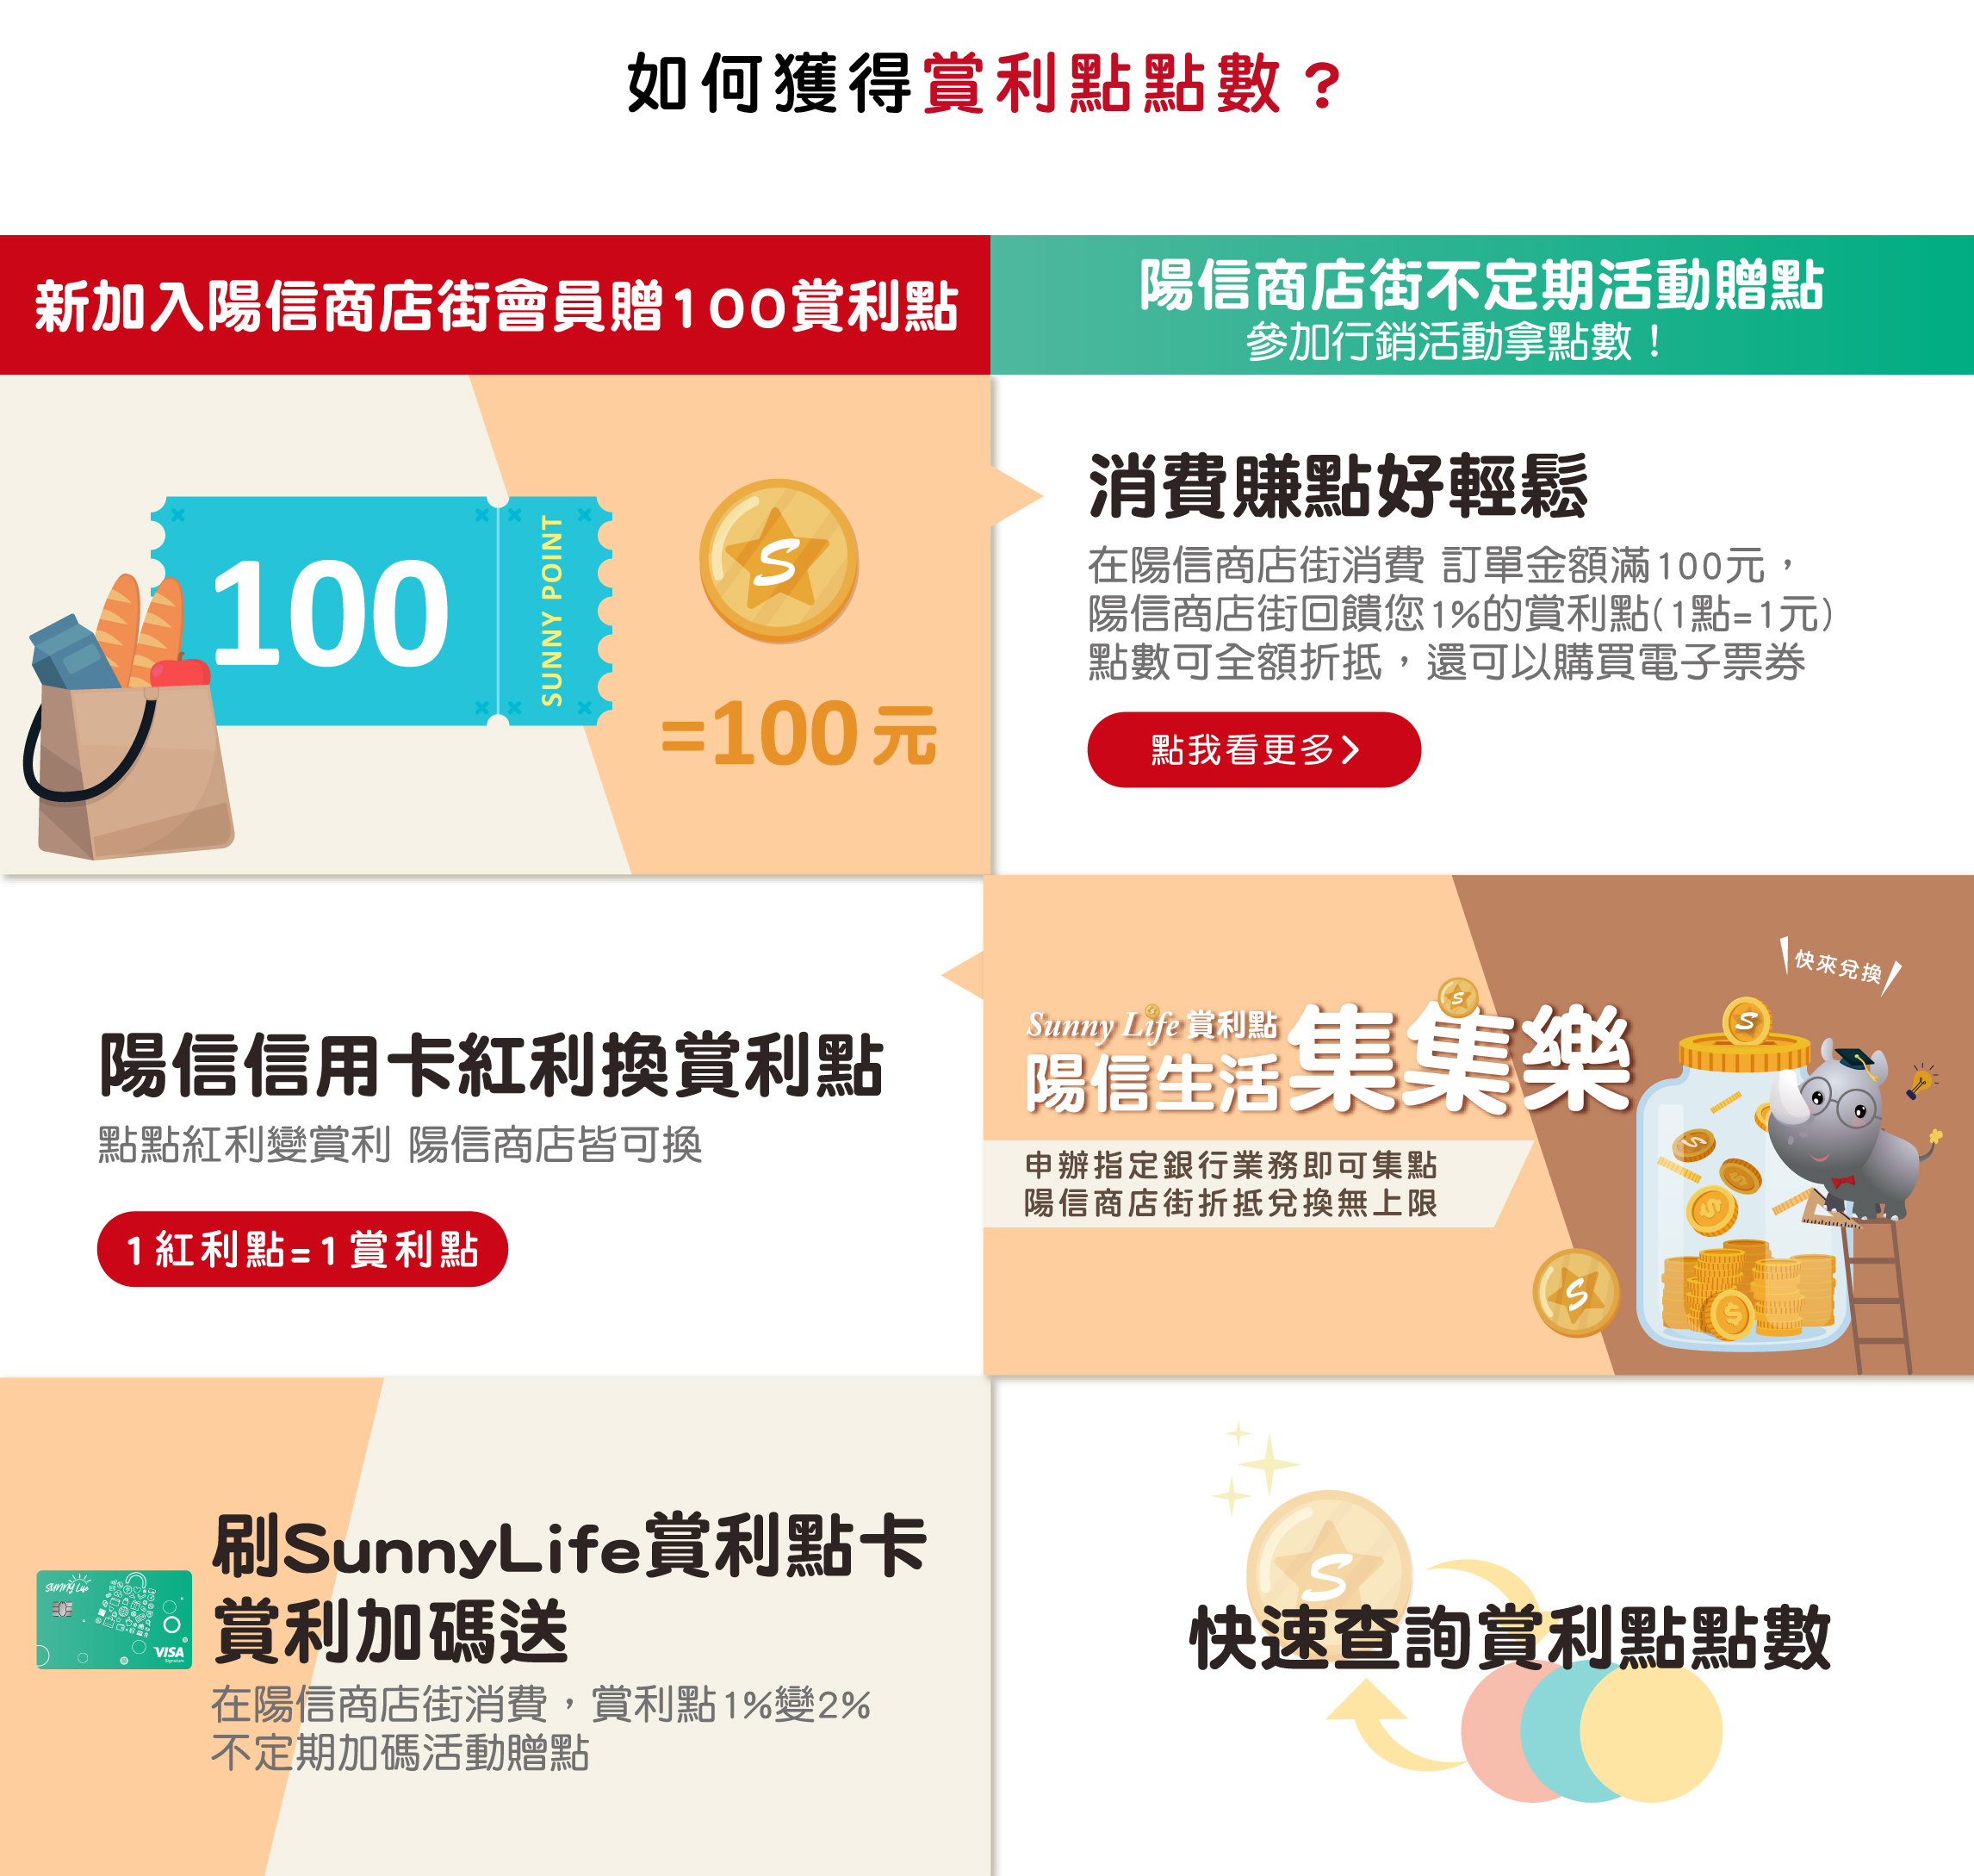 如何獲得賞利點點數？
新加入陽信商店街會員贈100賞利點
陽信商店街不定期活動贈點
參加行銷活動拿點數！
100
SUNNY POINT
S
=100元
消費賺點好輕鬆
在陽信商店街消費 訂單金額滿100元，
陽信商店街回饋您1%的賞利點(1點=1元)
點數可全額折抵，還可以購買電子票券
點我看更多>
陽信信用卡紅利換賞利點
點點紅利變賞利 陽信商店皆可換
1紅利點=1賞利點
快來兌換
Sunny Life 賞利點
陽信生活集集樂
申辦指定銀行業務即可集點
陽信商店街折抵兌換無上限
S
S
S
刷SunnyLife賞利點卡
賞利加碼送
在陽信商店街消費，賞利點1%變2%
不定期加碼活動贈點
Sunny Life
VISA
Signature
S
快速查詢賞利點點數